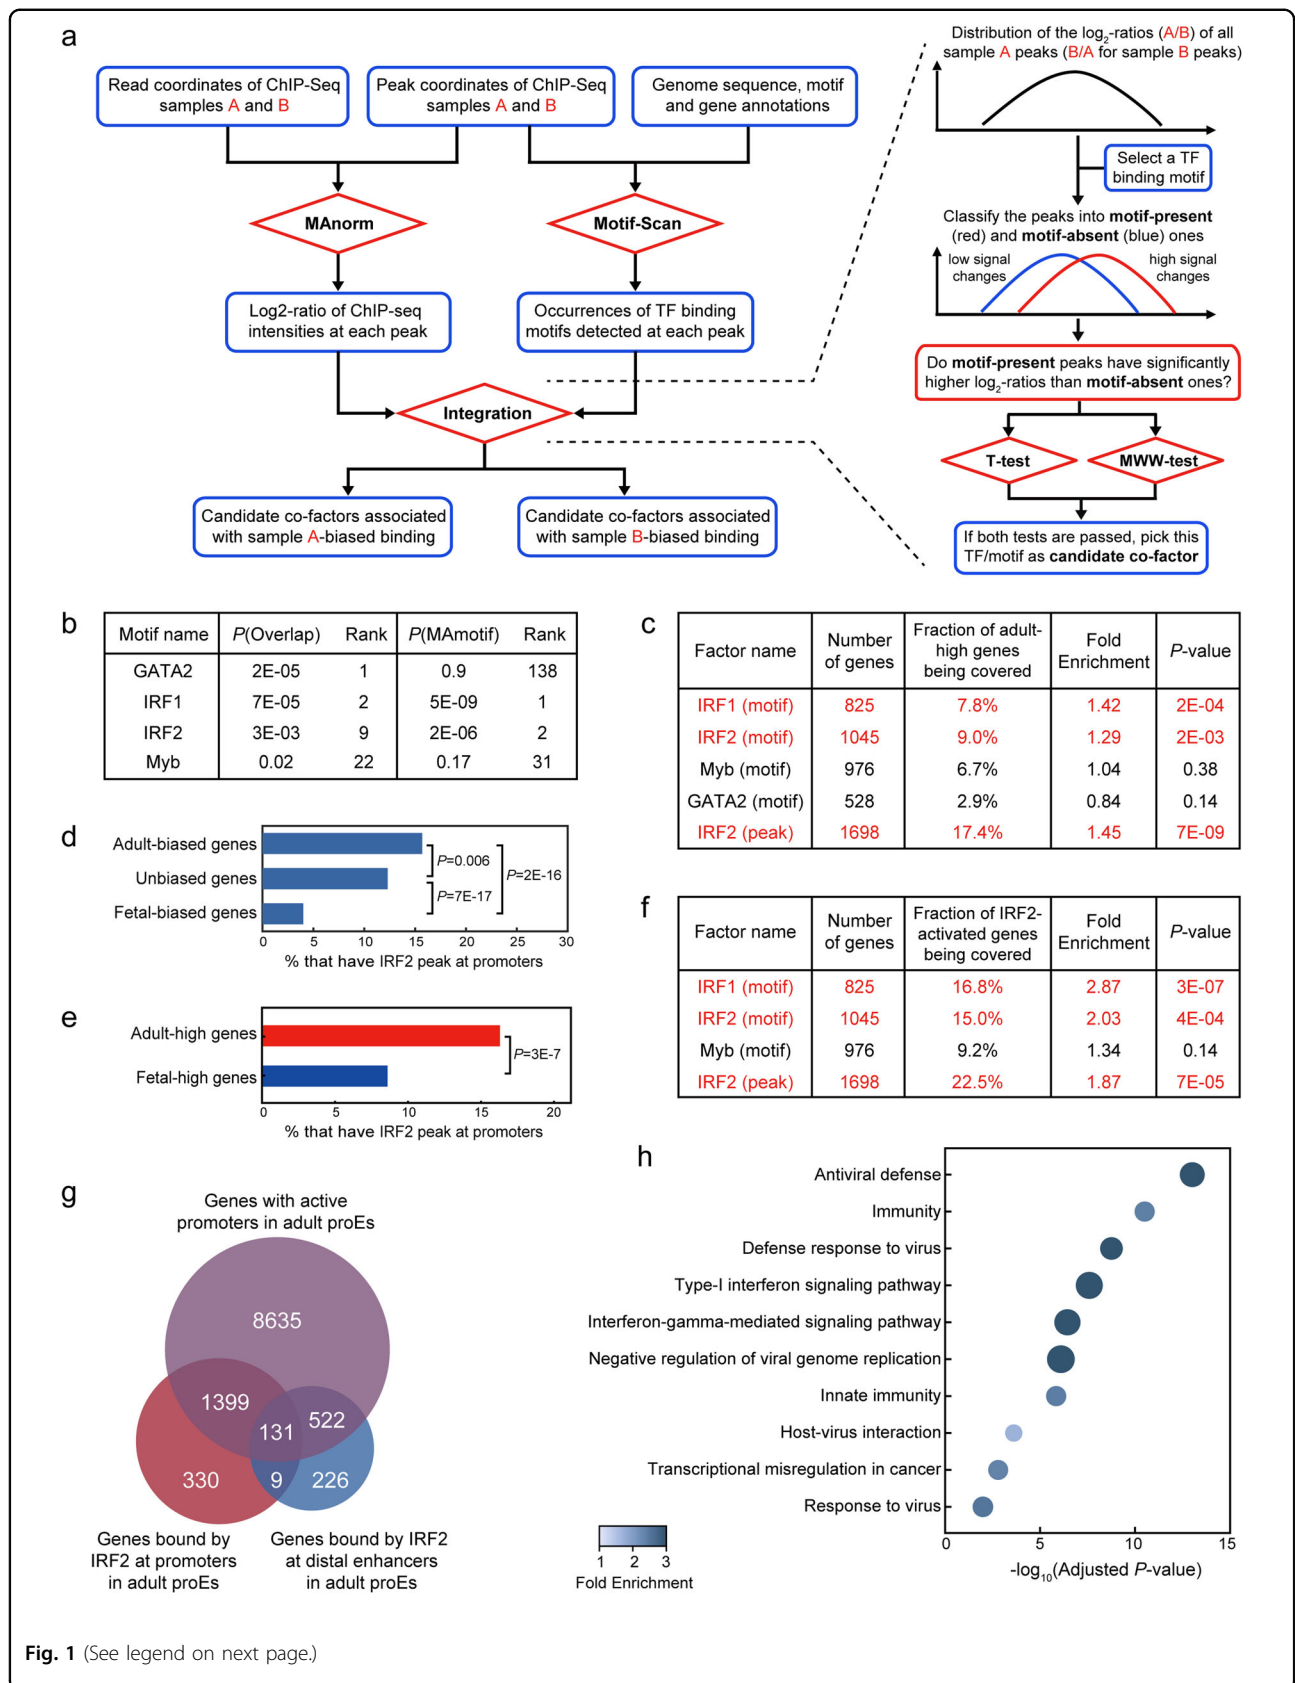 a
Read coordinates of ChIP-Seq
samples A and B
Peak coordinates of ChIP-Seq
samples A and B
Genome sequence, motif
and gene annotations
MAnorm
Motif-Scan
Log2-ratio of ChIP-seq
intensities at each peak
Occurrences of TF binding
motifs detected at each peak
Integration
Candidate co-factors associated
with sample A-biased binding
Candidate co-factors associated
with sample B-biased binding
Distribution of the log2-ratios (A/B) of all
sample A peaks (B/A for sample B peaks)
Select a TF
binding motif
Classify the peaks into motif-present
(red) and motif-absent (blue) ones
low signal
changes
high signal
changes
Do motif-present peaks have significantly
higher log2-ratios than motif-absent ones?
T-test
MWW-test
If both tests are passed, pick this
TF/motif as candidate co-factor
b
Motif name P(Overlap) Rank P(MAmotif) Rank
GATA2 2E-05 1 0.9 138
IRF1 7E-05 2 5E-09 1
IRF2 3E-03 9 2E-06 2
Myb 0.02 22 0.17 31
c
Factor name
Number
of genes
Fraction of adult-
high genes
being covered
Fold
Enrichment
P-value
IRF1 (motif) 825 7.8% 1.42 2E-04
IRF2 (motif) 1045 9.0% 1.29 2E-03
Myb (motif) 976 6.7% 1.04 0.38
GATA2 (motif) 528 2.9% 0.84 0.14
IRF2 (peak) 1698 17.4% 1.45 7E-09
d
Adult-biased genes
Unbiased genes
Fetal-biased genes
P=0.006
P=2E-16
P=7E-17
0 5 10 15 20 25 30
% that have IRF2 peak at promoters
e
Adult-high genes
Fetal-high genes
P=3E-7
0 5 10 15 20
% that have IRF2 peak at promoters
f
Factor name
Number
of genes
Fraction of IRF2-
activated genes
being covered
Fold
Enrichment
P-value
IRF1 (motif) 825 16.8% 2.87 3E-07
IRF2 (motif) 1045 15.0% 2.03 4E-04
Myb (motif) 976 9.2% 1.34 0.14
IRF2 (peak) 1698 22.5% 1.87 7E-05
g
Genes with active
promoters in adult proEs
8635
1399
131
522
330
9
226
Genes bound by
IRF2 at promoters
in adult proEs
Genes bound by IRF2
at distal enhancers
in adult proEs
h
Antiviral defense
Immunity
Defense response to virus
Type-I interferon signaling pathway
Interferon-gamma-mediated signaling pathway
Negative regulation of viral genome replication
Innate immunity
Host-virus interaction
Transcriptional misregulation in cancer
Response to virus
0 5 10 15
-log10(Adjusted P-value)
1 2 3
Fold Enrichment
Fig. 1 (See legend on next page.)